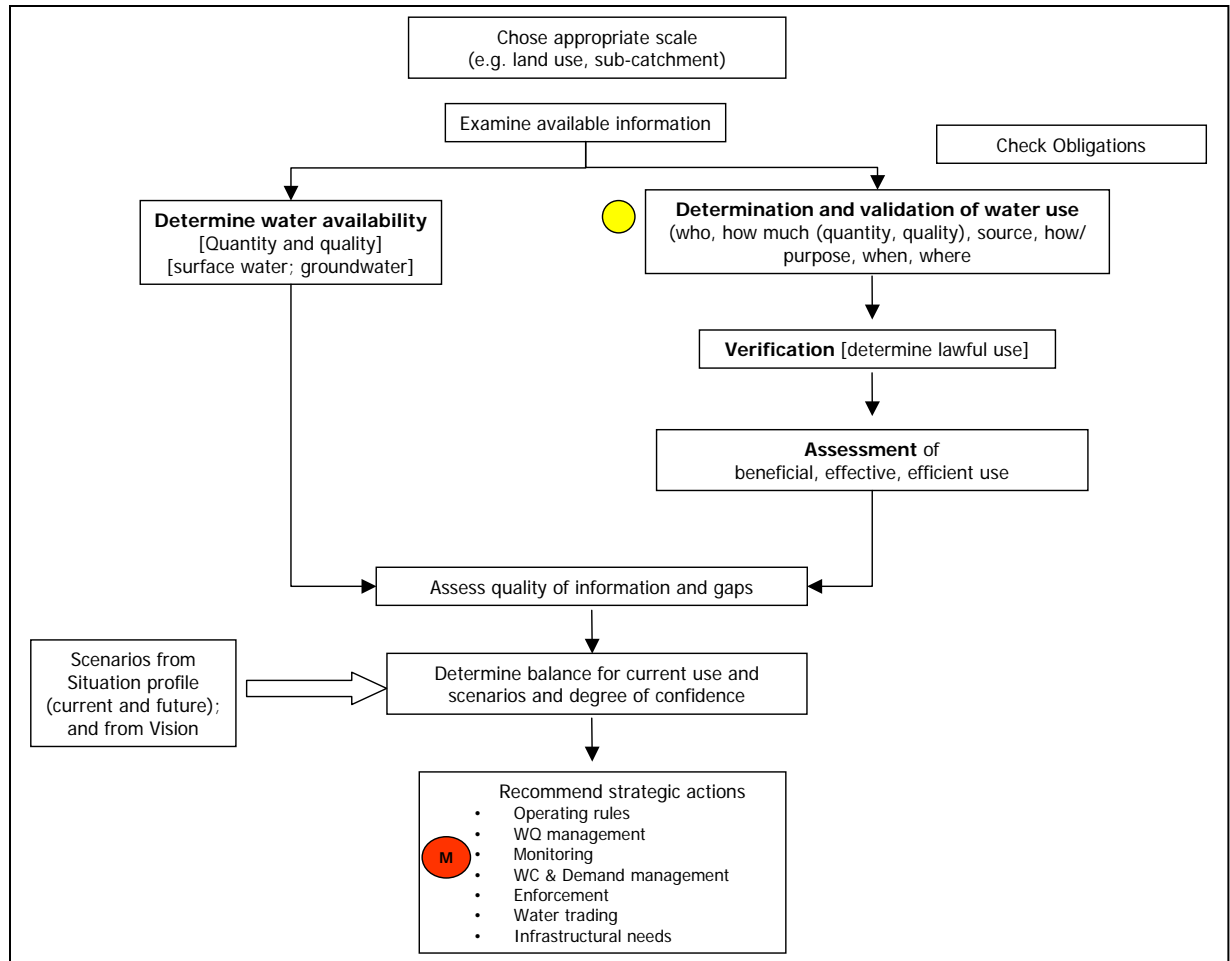 Chose appropriate scale
(e.g. land use, sub-catchment)
Examine available information
Check Obligations
Determine water availability
[Quantity and quality]
[surface water; groundwater]
Determination and validation of water use
(who, how much (quantity, quality), source, how/
purpose, when, where
Verification [determine lawful use]
Assessment of
beneficial, effective, efficient use
Assess quality of information and gaps
Scenarios from
Situation profile
(current and future);
and from Vision
Determine balance for current use and
scenarios and degree of confidence
Recommend strategic actions
• Operating rules
• WQ management
• Monitoring
M
• WC & Demand management
• Enforcement
• Water trading
• Infrastructural needs